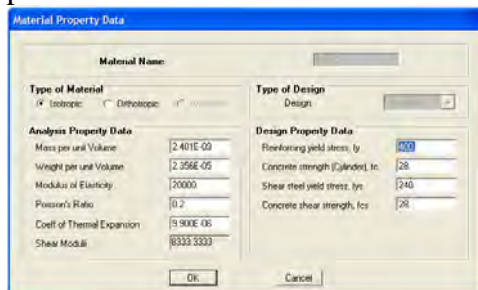 Material Property Data
Material Name
Type of Material
Isotropic Orthotropic
Type of Design
Design
Analysis Property Data
Mass per unit Volume 2.401E-09
Weight per unit Volume 2.356E-05
Modulus of Elasticity 20000
Poisson's Ratio 0.2
Coeff of Thermal Expansion 9.900E-06
Shear Moduli 8333.3333
Design Property Data
Reinforcing yield stress, fy 400
Concrete strength (Cylinder), fc 28
Shear steel yield stress, fys 240
Concrete shear strength, fcs 28
OK Cancel